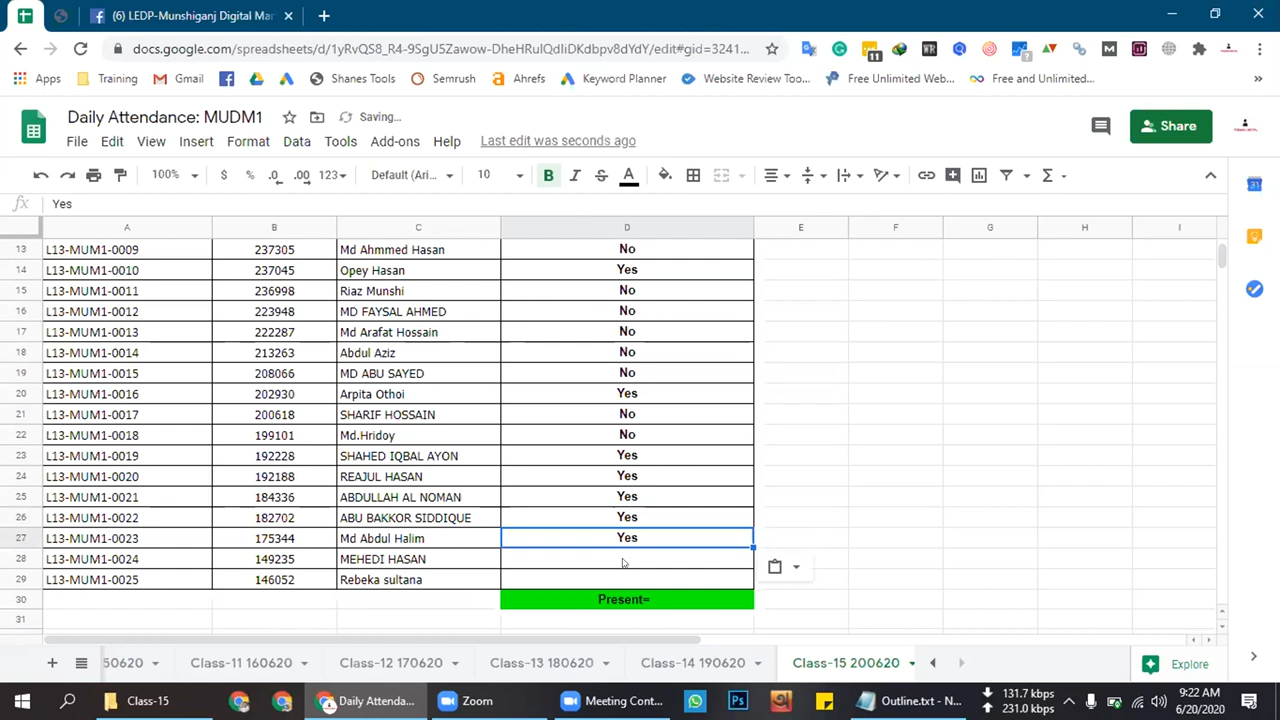 (6) LEDP-Munshiganj Digital Mar
docs.google.com/spreadsheets/d/1yRvQS8_R4-9SgU5Zawow-DheHRulQdIiDKdbpv8dYdY/edit#gid=3241...
11
Apps Training Gmail Shanes Tools Semrush Ahrefs Keyword Planner Website Review Too... Free Unlimited Web... Free and Unlimited... »
Daily Attendance: MUDM1 Saving...
File Edit View Insert Format Data Tools Add-ons Help Last edit was seconds ago
Share
100% $ % .0 .00 123 Default (Ari... 10 B I S A
fx Yes
A B C D E F G H I
13 L13-MUM1-0009 237305 Md Ahmmed Hasan No
14 L13-MUM1-0010 237045 Opey Hasan Yes
15 L13-MUM1-0011 236998 Riaz Munshi No
16 L13-MUM1-0012 223948 MD FAYSAL AHMED No
17 L13-MUM1-0013 222287 Md Arafat Hossain No
18 L13-MUM1-0014 213263 Abdul Aziz No
19 L13-MUM1-0015 208066 MD ABU SAYED No
20 L13-MUM1-0016 202930 Arpita Othoi Yes
21 L13-MUM1-0017 200618 SHARIF HOSSAIN No
22 L13-MUM1-0018 199101 Md.Hridoy No
23 L13-MUM1-0019 192228 SHAHED IQBAL AYON Yes
24 L13-MUM1-0020 192188 REAJUL HASAN Yes
25 L13-MUM1-0021 184336 ABDULLAH AL NOMAN Yes
26 L13-MUM1-0022 182702 ABU BAKKOR SIDDIQUE Yes
27 L13-MUM1-0023 175344 Md Abdul Halim Yes
28 L13-MUM1-0024 149235 MEHEDI HASAN
29 L13-MUM1-0025 146052 Rebeka sultana
30 Present=
31
50620 Class-11 160620 Class-12 170620 Class-13 180620 Class-14 190620 Class-15 200620 Explore
Class-15 Daily Attendanc... Zoom Meeting Cont... Outline.txt - N... 131.7 kbps 9:22 AM
231.0 kbps 6/20/2020